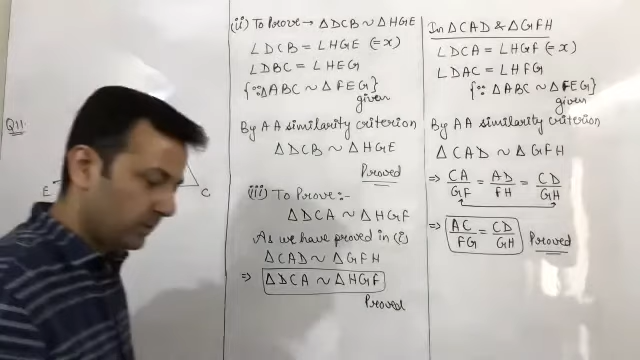 Q11.
E
C
(ii) To Prove → ΔDCB ~ ΔHGE
∠DCB = ∠HGE (=x)
∠DBC = ∠HEG
{∵ ΔABC ~ ΔFEG}
given
By AA similarity criterion
ΔDCB ~ ΔHGE
Proved
(iii) To Prove:-
ΔDCA ~ ΔHGF
As we have proved in (i)
ΔCAD ~ ΔGFH
⇒ ΔDCA ~ ΔHGF
Proved
In ΔCAD & ΔGFH
∠DCA = ∠HGF (=x)
∠DAC = ∠HFG
{∵ ΔABC ~ ΔFEG}
given
By AA similarity criterion
ΔCAD ~ ΔGFH
⇒ CA/GF = AD/FH = CD/GH
⇒ AC/FG = CD/GH Proved